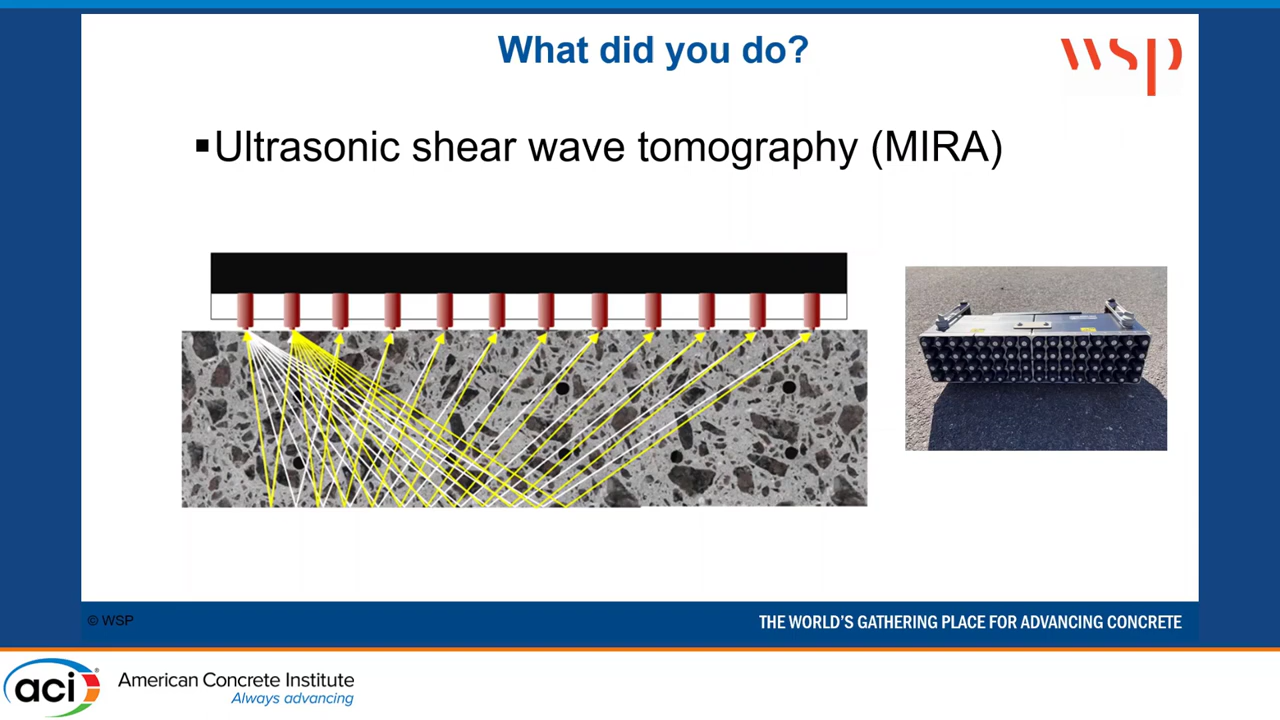 What did you do?
wsp
▪Ultrasonic shear wave tomography (MIRA)
© WSP
THE WORLD'S GATHERING PLACE FOR ADVANCING CONCRETE
aci®
American Concrete Institute
Always advancing